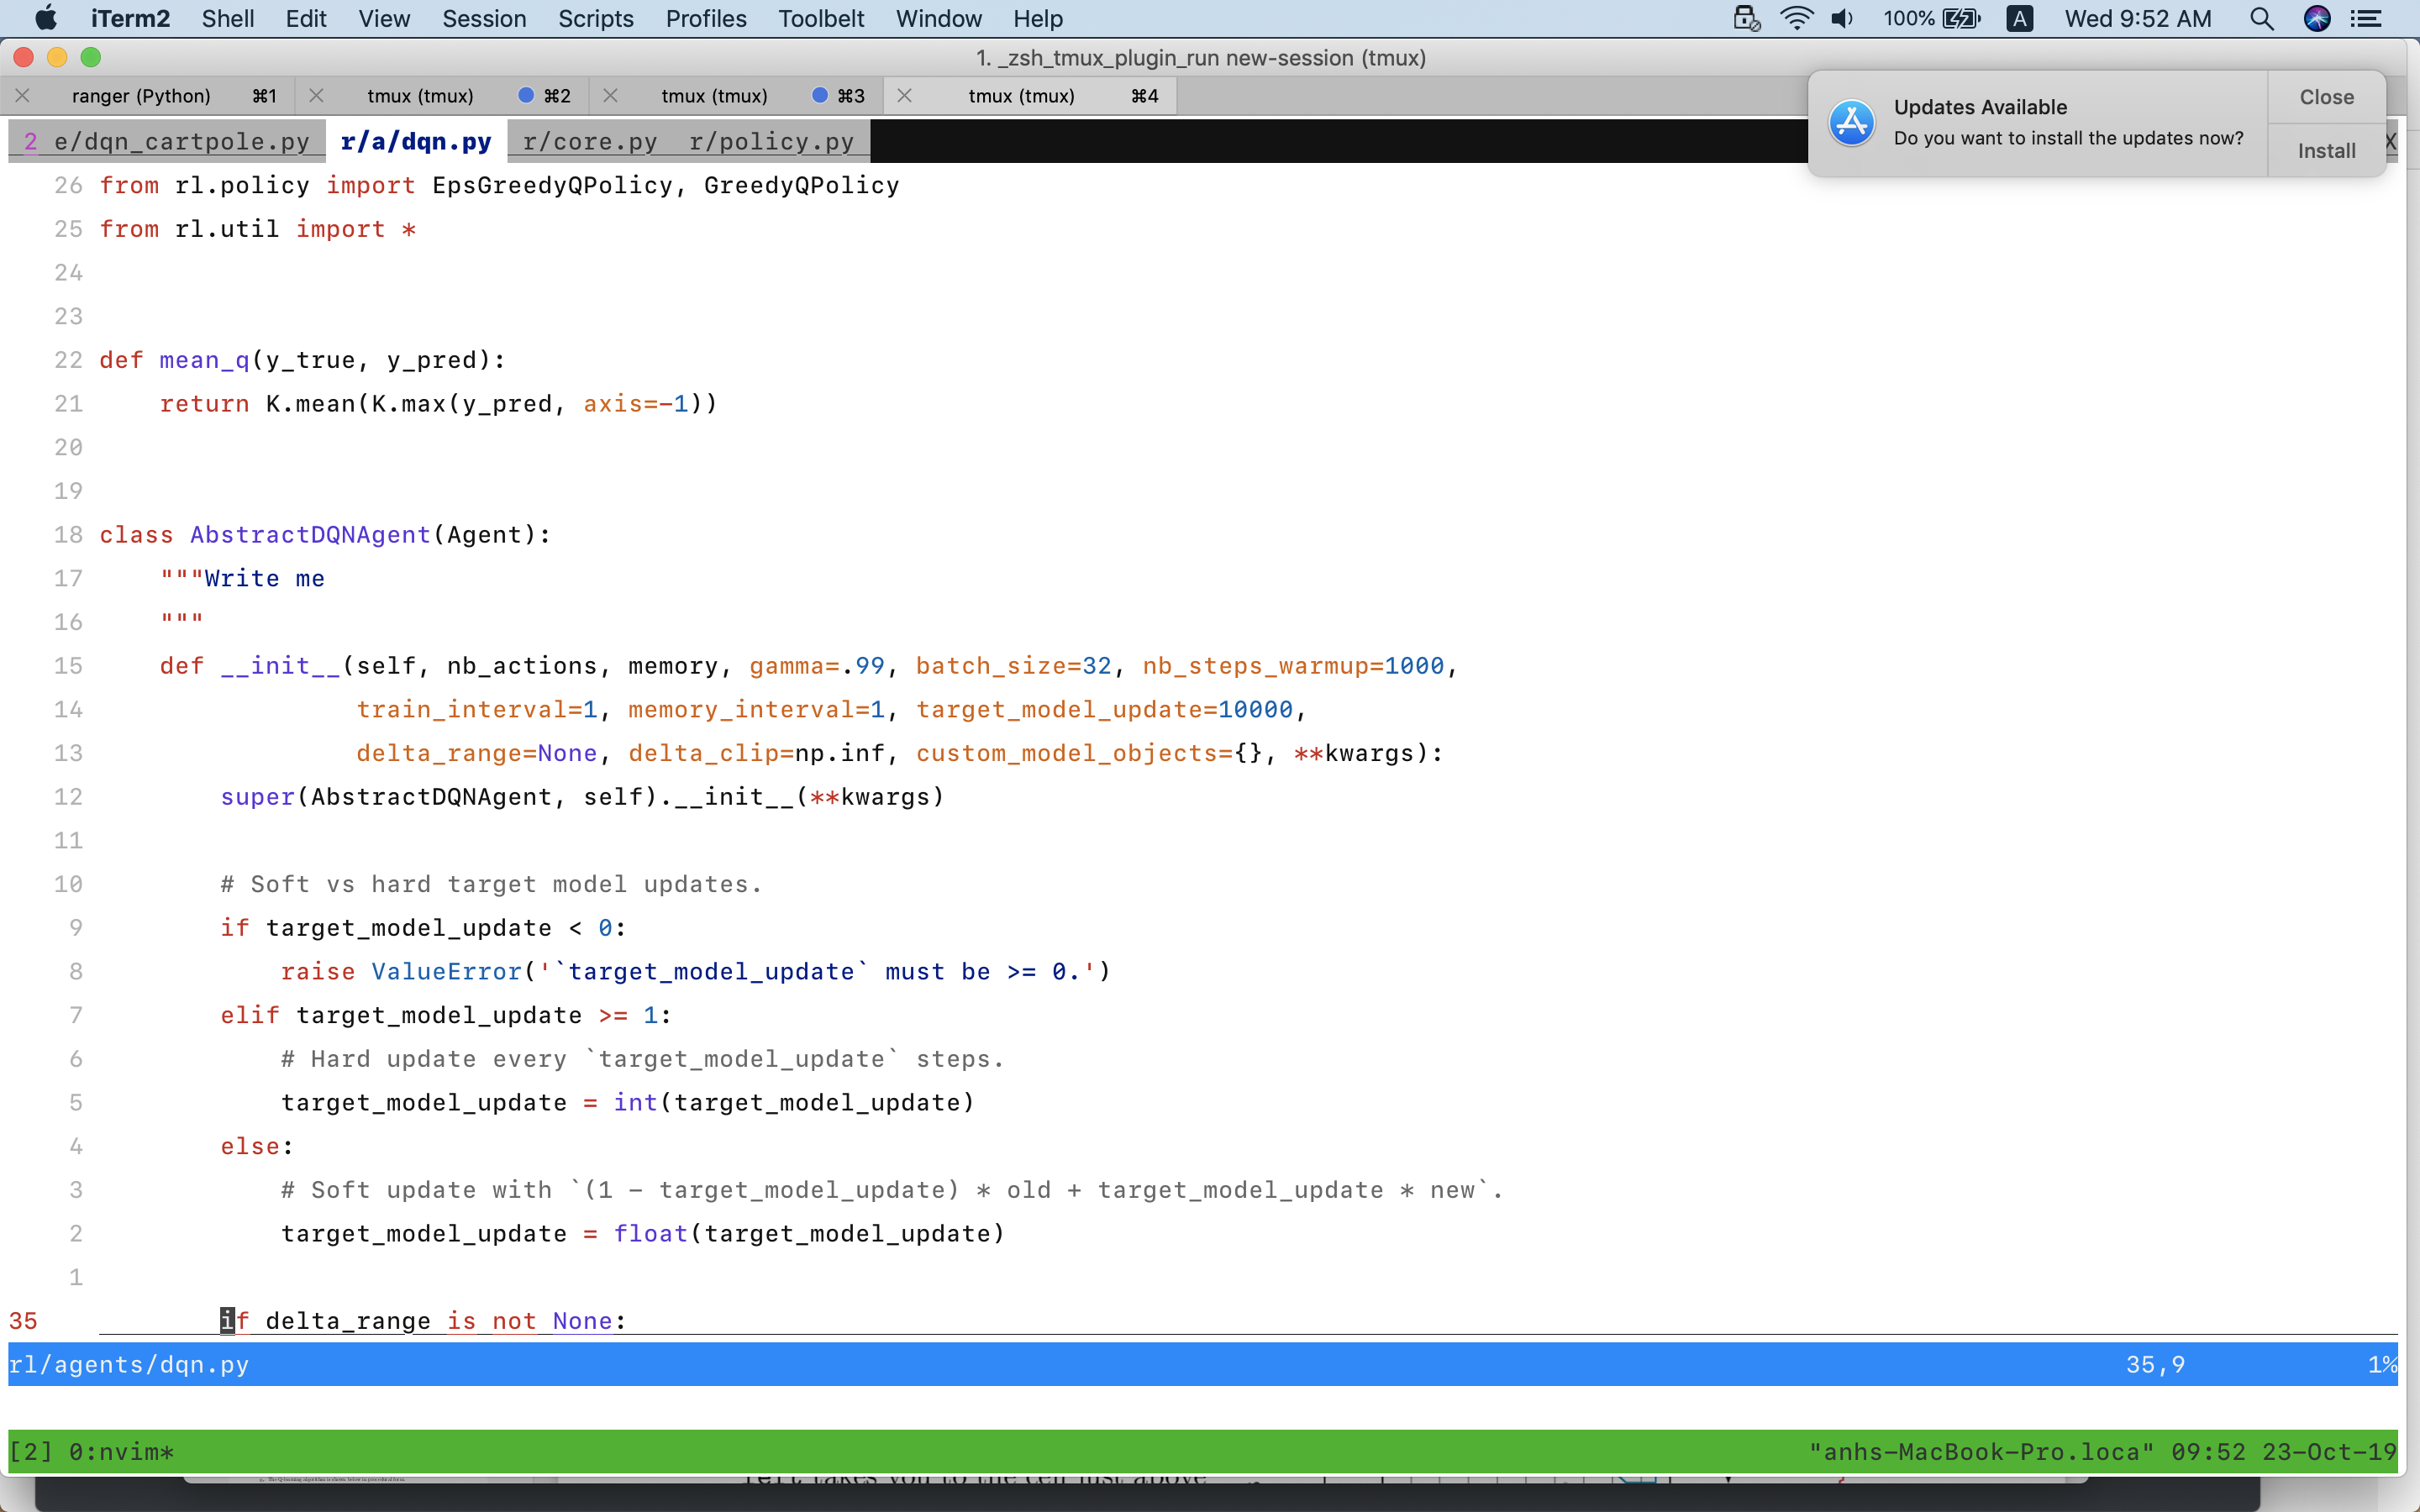 iTerm2 Shell Edit View Session Scripts Profiles Toolbelt Window Help 100% A Wed 9:52 AM
1. _zsh_tmux_plugin_run new-session (tmux)
ranger (Python) ⌘1 tmux (tmux) ⌘2 tmux (tmux) ⌘3 tmux (tmux) ⌘4
Updates Available
Do you want to install the updates now?
Close
Install
2 e/dqn_cartpole.py r/a/dqn.py r/core.py r/policy.py X
26 from rl.policy import EpsGreedyQPolicy, GreedyQPolicy
25 from rl.util import *
24
23
22 def mean_q(y_true, y_pred):
21     return K.mean(K.max(y_pred, axis=-1))
20
19
18 class AbstractDQNAgent(Agent):
17     """Write me
16     """
15     def __init__(self, nb_actions, memory, gamma=.99, batch_size=32, nb_steps_warmup=1000,
14                  train_interval=1, memory_interval=1, target_model_update=10000,
13                  delta_range=None, delta_clip=np.inf, custom_model_objects={}, **kwargs):
12         super(AbstractDQNAgent, self).__init__(**kwargs)
11
10         # Soft vs hard target model updates.
9         if target_model_update < 0:
8             raise ValueError('`target_model_update` must be >= 0.')
7         elif target_model_update >= 1:
6             # Hard update every `target_model_update` steps.
5             target_model_update = int(target_model_update)
4         else:
3             # Soft update with `(1 - target_model_update) * old + target_model_update * new`.
2             target_model_update = float(target_model_update)
1
35         if delta_range is not None:
rl/agents/dqn.py 35,9 1%
[2] 0:nvim* "anhs-MacBook-Pro.loca" 09:52 23-Oct-19
left takes you to the cell just above